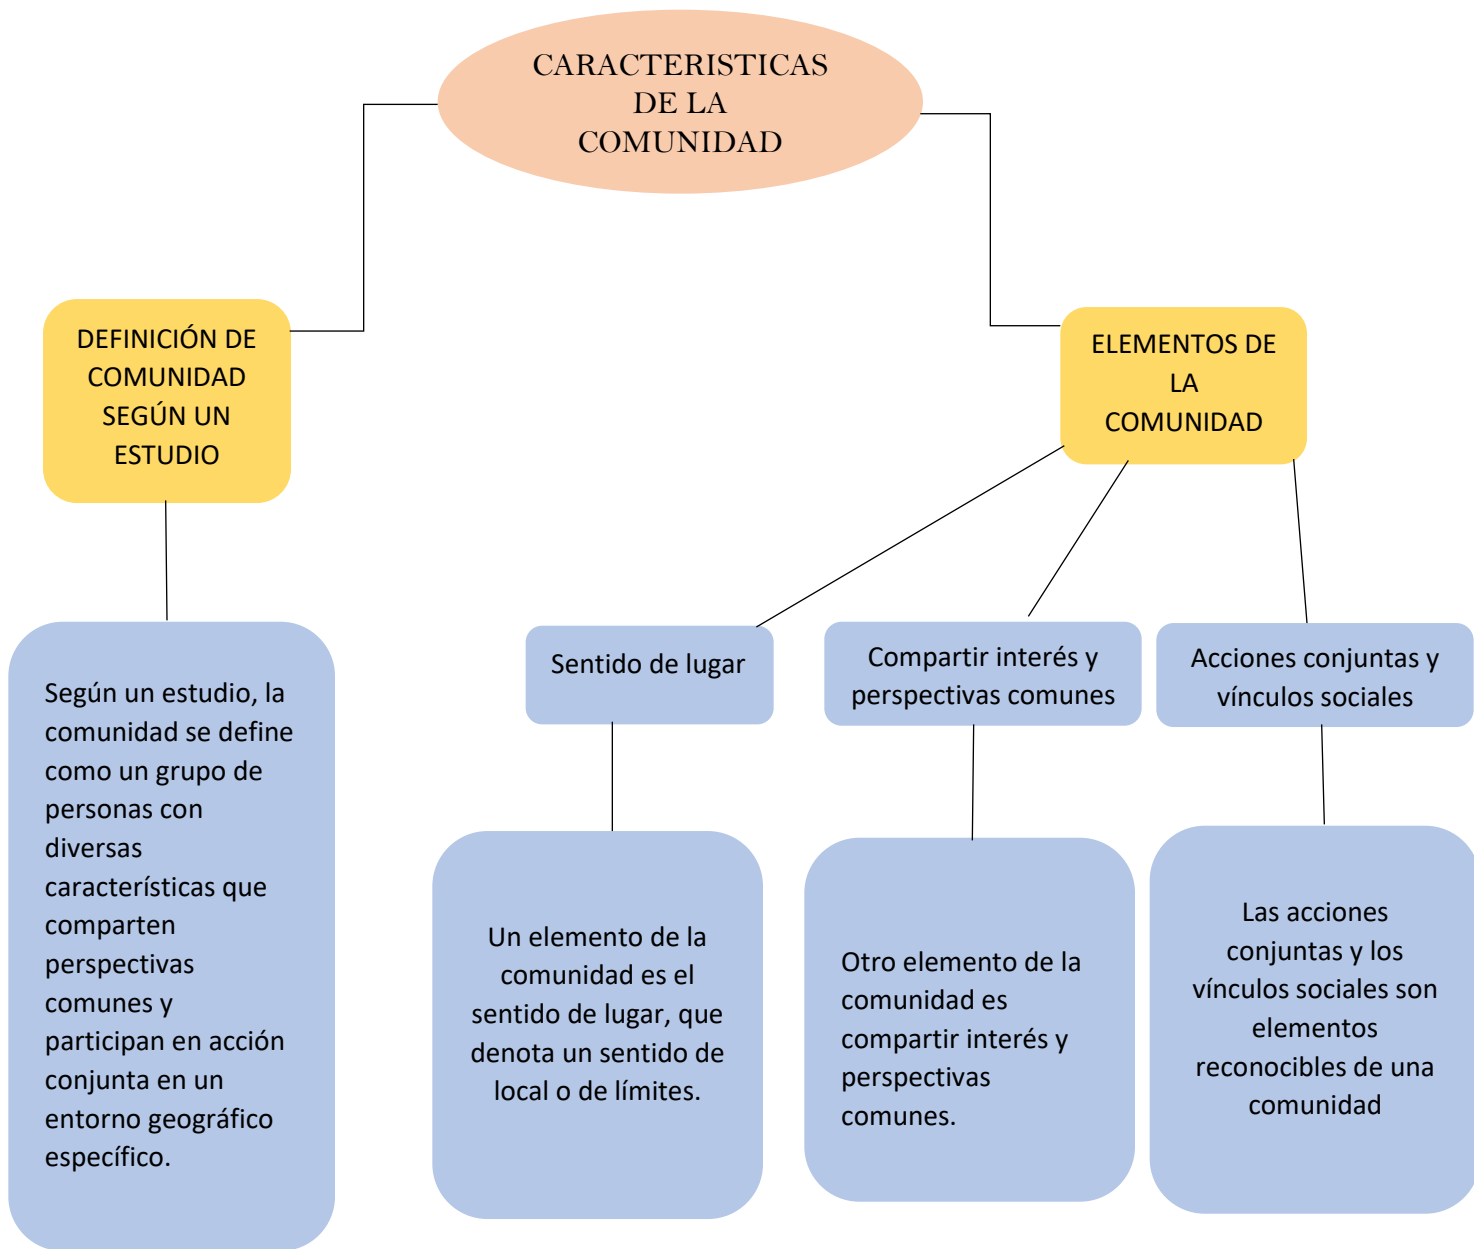 CARACTERISTICAS
DE LA
COMUNIDAD
DEFINICIÓN DE
COMUNIDAD
SEGÚN UN
ESTUDIO
ELEMENTOS DE
LA
COMUNIDAD
Según un estudio, la
comunidad se define
como un grupo de
personas con
diversas
características que
comparten
perspectivas
comunes y
participan en acción
conjunta en un
entorno geográfico
específico.
Sentido de lugar
Compartir interés y
perspectivas comunes
Acciones conjuntas y
vínculos sociales
Un elemento de la
comunidad es el
sentido de lugar, que
denota un sentido de
local o de límites.
Otro elemento de la
comunidad es
compartir interés y
perspectivas
comunes.
Las acciones
conjuntas y los
vínculos sociales son
elementos
reconocibles de una
comunidad